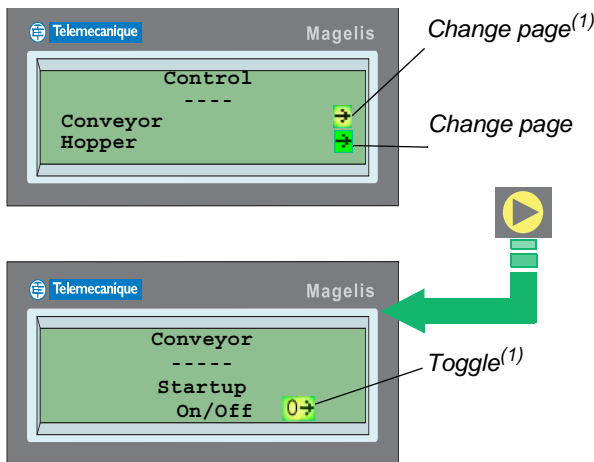 Telemecanique
Magelis
Change page(1)
Control
----
Conveyor →
Hopper →
Change page
Telemecanique
Magelis
Conveyor
-----
Startup
On/Off 0→
Toggle(1)